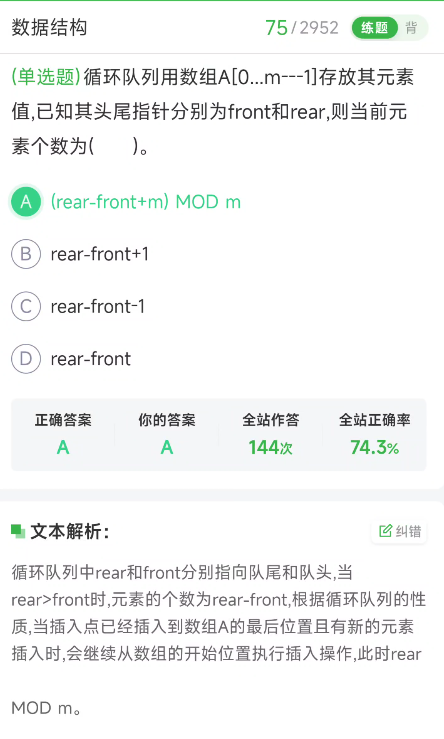 数据结构 75/2952 练题 背
(单选题)循环队列用数组A[0…m---1]存放其元素
值,已知其头尾指针分别为front和rear,则当前元
素个数为(　　)。
A (rear-front+m) MOD m
B rear-front+1
C rear-front-1
D rear-front
正确答案 你的答案 全站作答 全站正确率
A A 144次 74.3%
文本解析: 纠错
循环队列中rear和front分别指向队尾和队头,当
rear>front时,元素的个数为rear-front,根据循环队列的性
质,当插入点已经插入到数组A的最后位置且有新的元素
插入时,会继续从数组的开始位置执行插入操作,此时rear
MOD m。